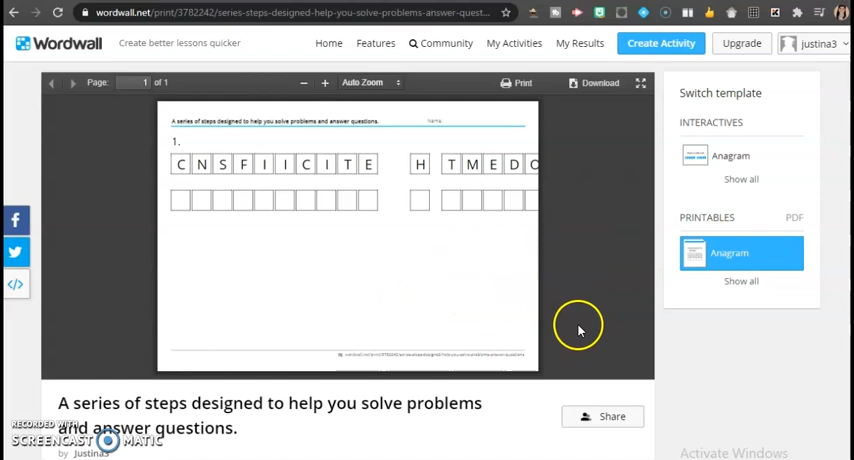 wordwall.net/print/3782242/series-steps-designed-help-you-solve-problems-answer-quest...
Wordwall Create better lessons quicker Home Features Community My Activities My Results Create Activity Upgrade justina3
Page: 1 of 1 Auto Zoom Print Download
Switch template
INTERACTIVES
Anagram
Show all
PRINTABLES PDF
Anagram
Show all
A series of steps designed to help you solve problems and answer questions. Name:
1.
C N S F I I C I T E H T M E D O
A series of steps designed to help you solve problems
and answer questions.
by Justina3
Share
RECORDED WITH
SCREENCAST MATIC
Activate Windows